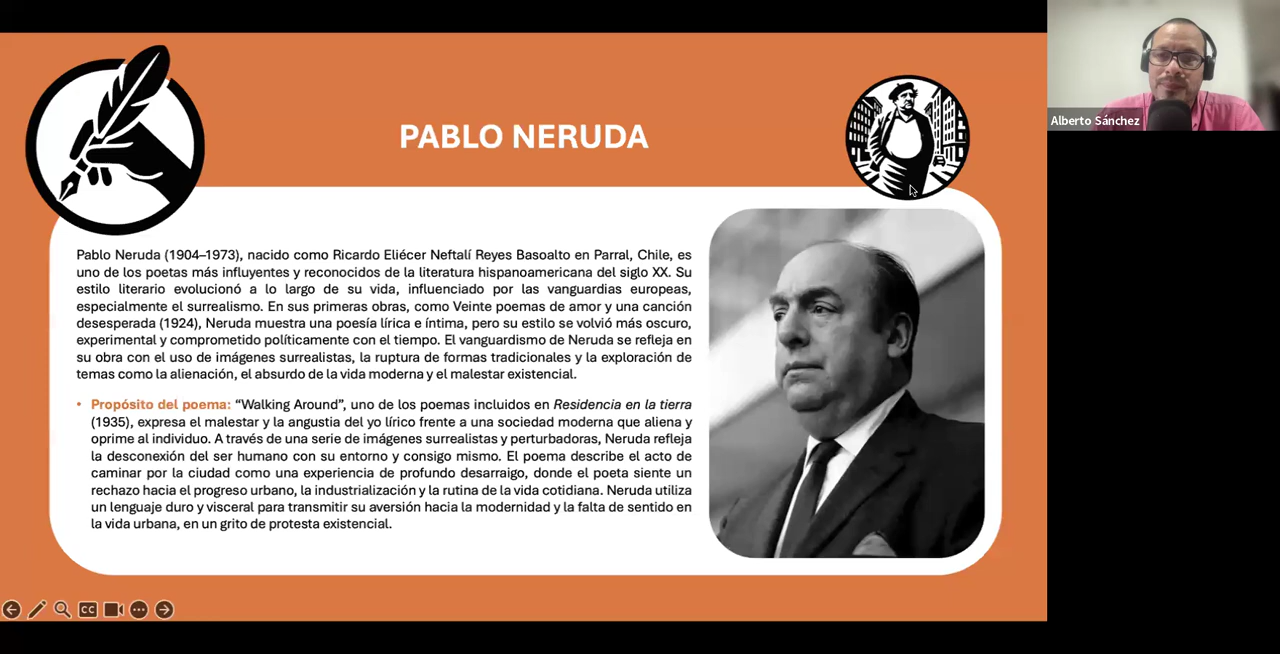 PABLO NERUDA
Alberto Sánchez
Pablo Neruda (1904–1973), nacido como Ricardo Eliécer Neftalí Reyes Basoalto en Parral, Chile, es
uno de los poetas más influyentes y reconocidos de la literatura hispanoamericana del siglo XX. Su
estilo literario evolucionó a lo largo de su vida, influenciado por las vanguardias europeas,
especialmente el surrealismo. En sus primeras obras, como Veinte poemas de amor y una canción
desesperada (1924), Neruda muestra una poesía lírica e íntima, pero su estilo se volvió más oscuro,
experimental y comprometido políticamente con el tiempo. El vanguardismo de Neruda se refleja en
su obra con el uso de imágenes surrealistas, la ruptura de formas tradicionales y la exploración de
temas como la alienación, el absurdo de la vida moderna y el malestar existencial.
• Propósito del poema: “Walking Around”, uno de los poemas incluidos en Residencia en la tierra
(1935), expresa el malestar y la angustia del yo lírico frente a una sociedad moderna que aliena y
oprime al individuo. A través de una serie de imágenes surrealistas y perturbadoras, Neruda refleja
la desconexión del ser humano con su entorno y consigo mismo. El poema describe el acto de
caminar por la ciudad como una experiencia de profundo desarraigo, donde el poeta siente un
rechazo hacia el progreso urbano, la industrialización y la rutina de la vida cotidiana. Neruda utiliza
un lenguaje duro y visceral para transmitir su aversión hacia la modernidad y la falta de sentido en
la vida urbana, en un grito de protesta existencial.
CC